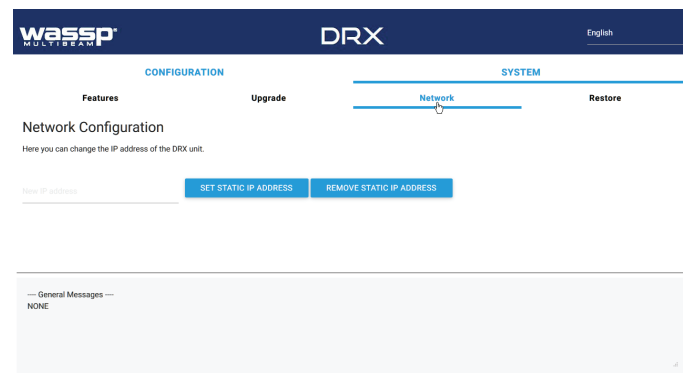 wassp
MULTIBEAM
DRX
English
CONFIGURATION
SYSTEM
Features
Upgrade
Network
Restore
Network Configuration
Here you can change the IP address of the DRX unit.
New IP address
SET STATIC IP ADDRESS
REMOVE STATIC IP ADDRESS
---- General Messages ----
NONE